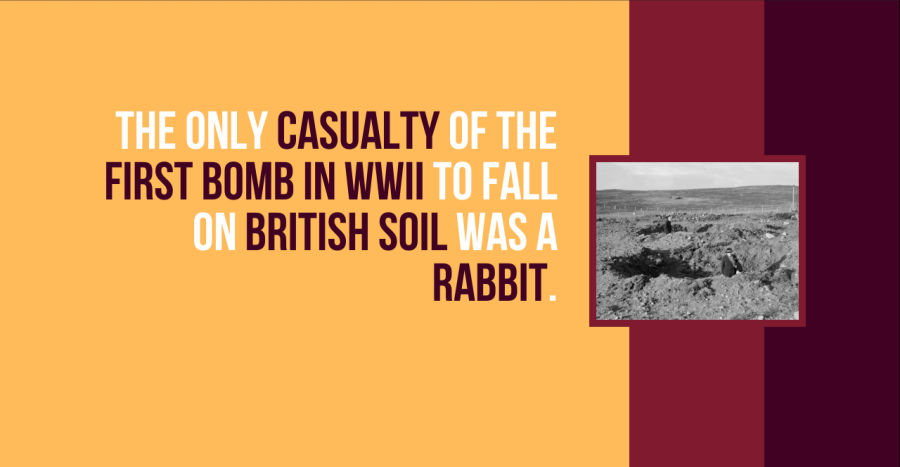 THE ONLY CASUALTY OF THE
FIRST BOMB IN WWII TO FALL
ON BRITISH SOIL WAS A
RABBIT.